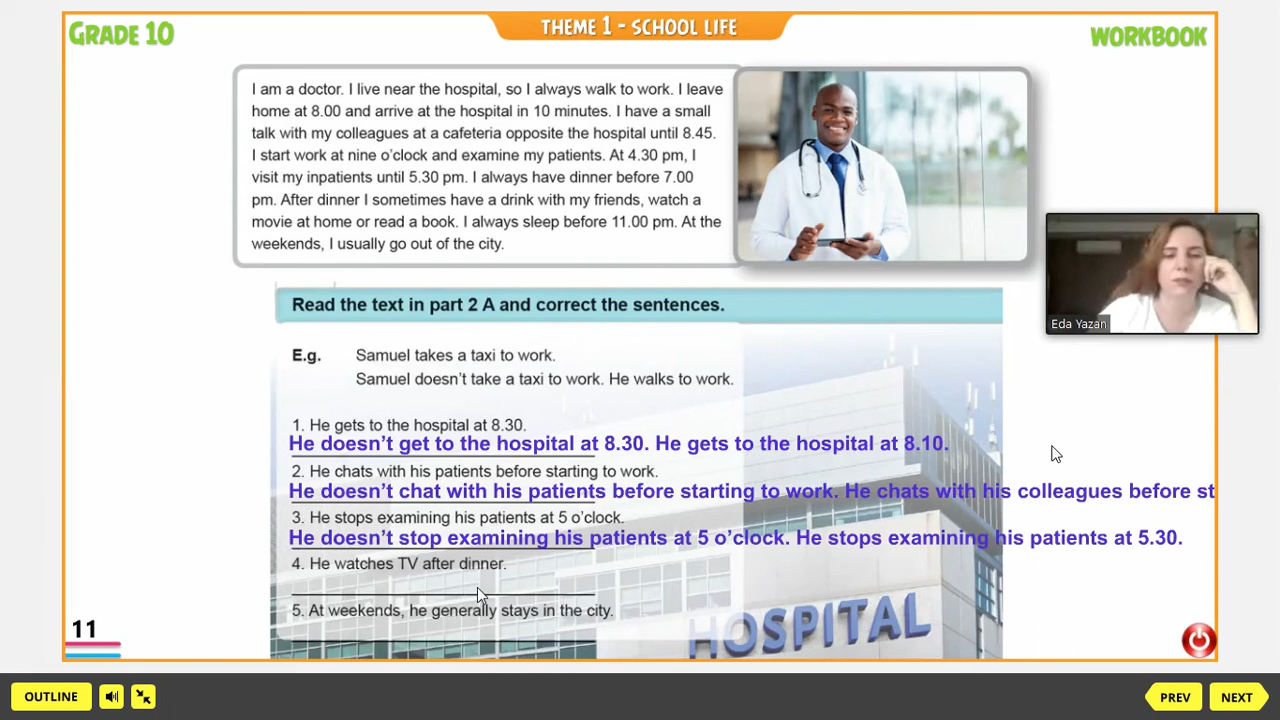 GRADE 10
THEME 1 - SCHOOL LIFE
WORKBOOK
I am a doctor. I live near the hospital, so I always walk to work. I leave
home at 8.00 and arrive at the hospital in 10 minutes. I have a small
talk with my colleagues at a cafeteria opposite the hospital until 8.45.
I start work at nine o'clock and examine my patients. At 4.30 pm, I
visit my inpatients until 5.30 pm. I always have dinner before 7.00
pm. After dinner I sometimes have a drink with my friends, watch a
movie at home or read a book. I always sleep before 11.00 pm. At the
weekends, I usually go out of the city.
Eda Yazan
Read the text in part 2 A and correct the sentences.
E.g. Samuel takes a taxi to work.
Samuel doesn't take a taxi to work. He walks to work.
1. He gets to the hospital at 8.30.
He doesn't get to the hospital at 8.30. He gets to the hospital at 8.10.
2. He chats with his patients before starting to work.
He doesn't chat with his patients before starting to work. He chats with his colleagues before st
3. He stops examining his patients at 5 o'clock.
He doesn't stop examining his patients at 5 o'clock. He stops examining his patients at 5.30.
4. He watches TV after dinner.
5. At weekends, he generally stays in the city.
HOSPITAL
11
OUTLINE
PREV
NEXT